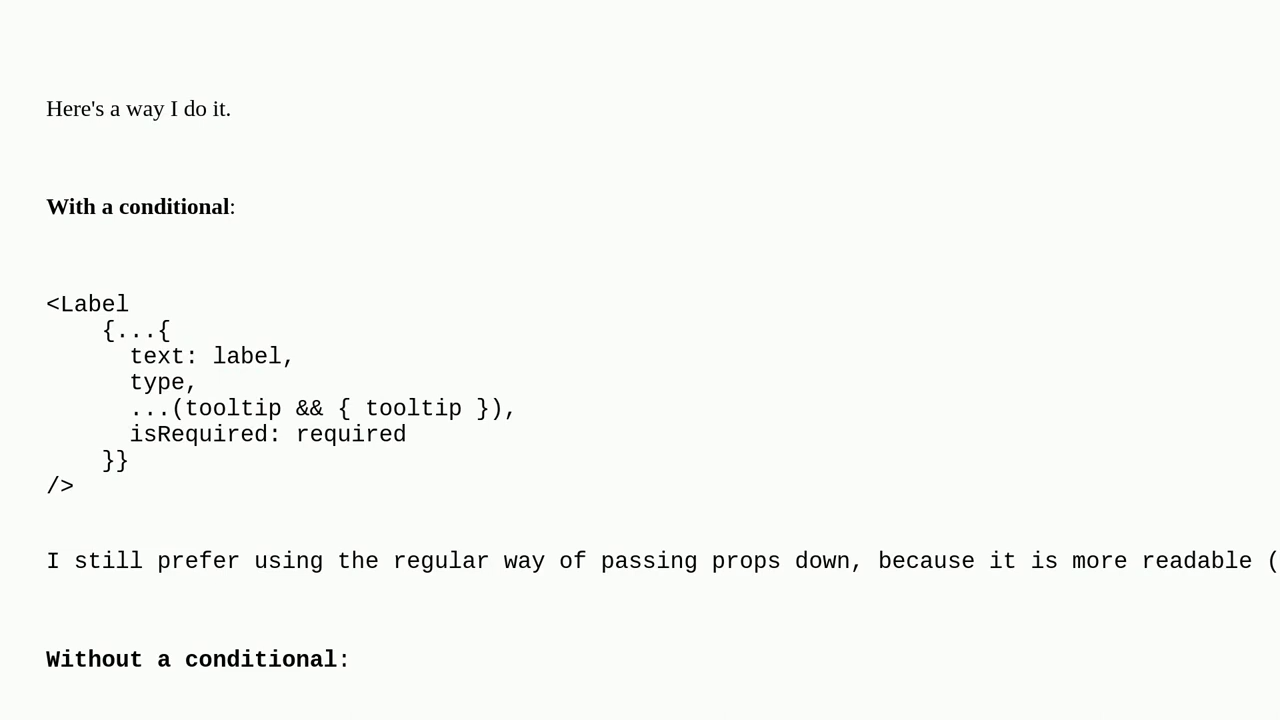 Here's a way I do it.
With a conditional:
<Label
    {...{
      text: label,
      type,
      ...(tooltip && { tooltip }),
      isRequired: required
    }}
/>
I still prefer using the regular way of passing props down, because it is more readable (
Without a conditional: